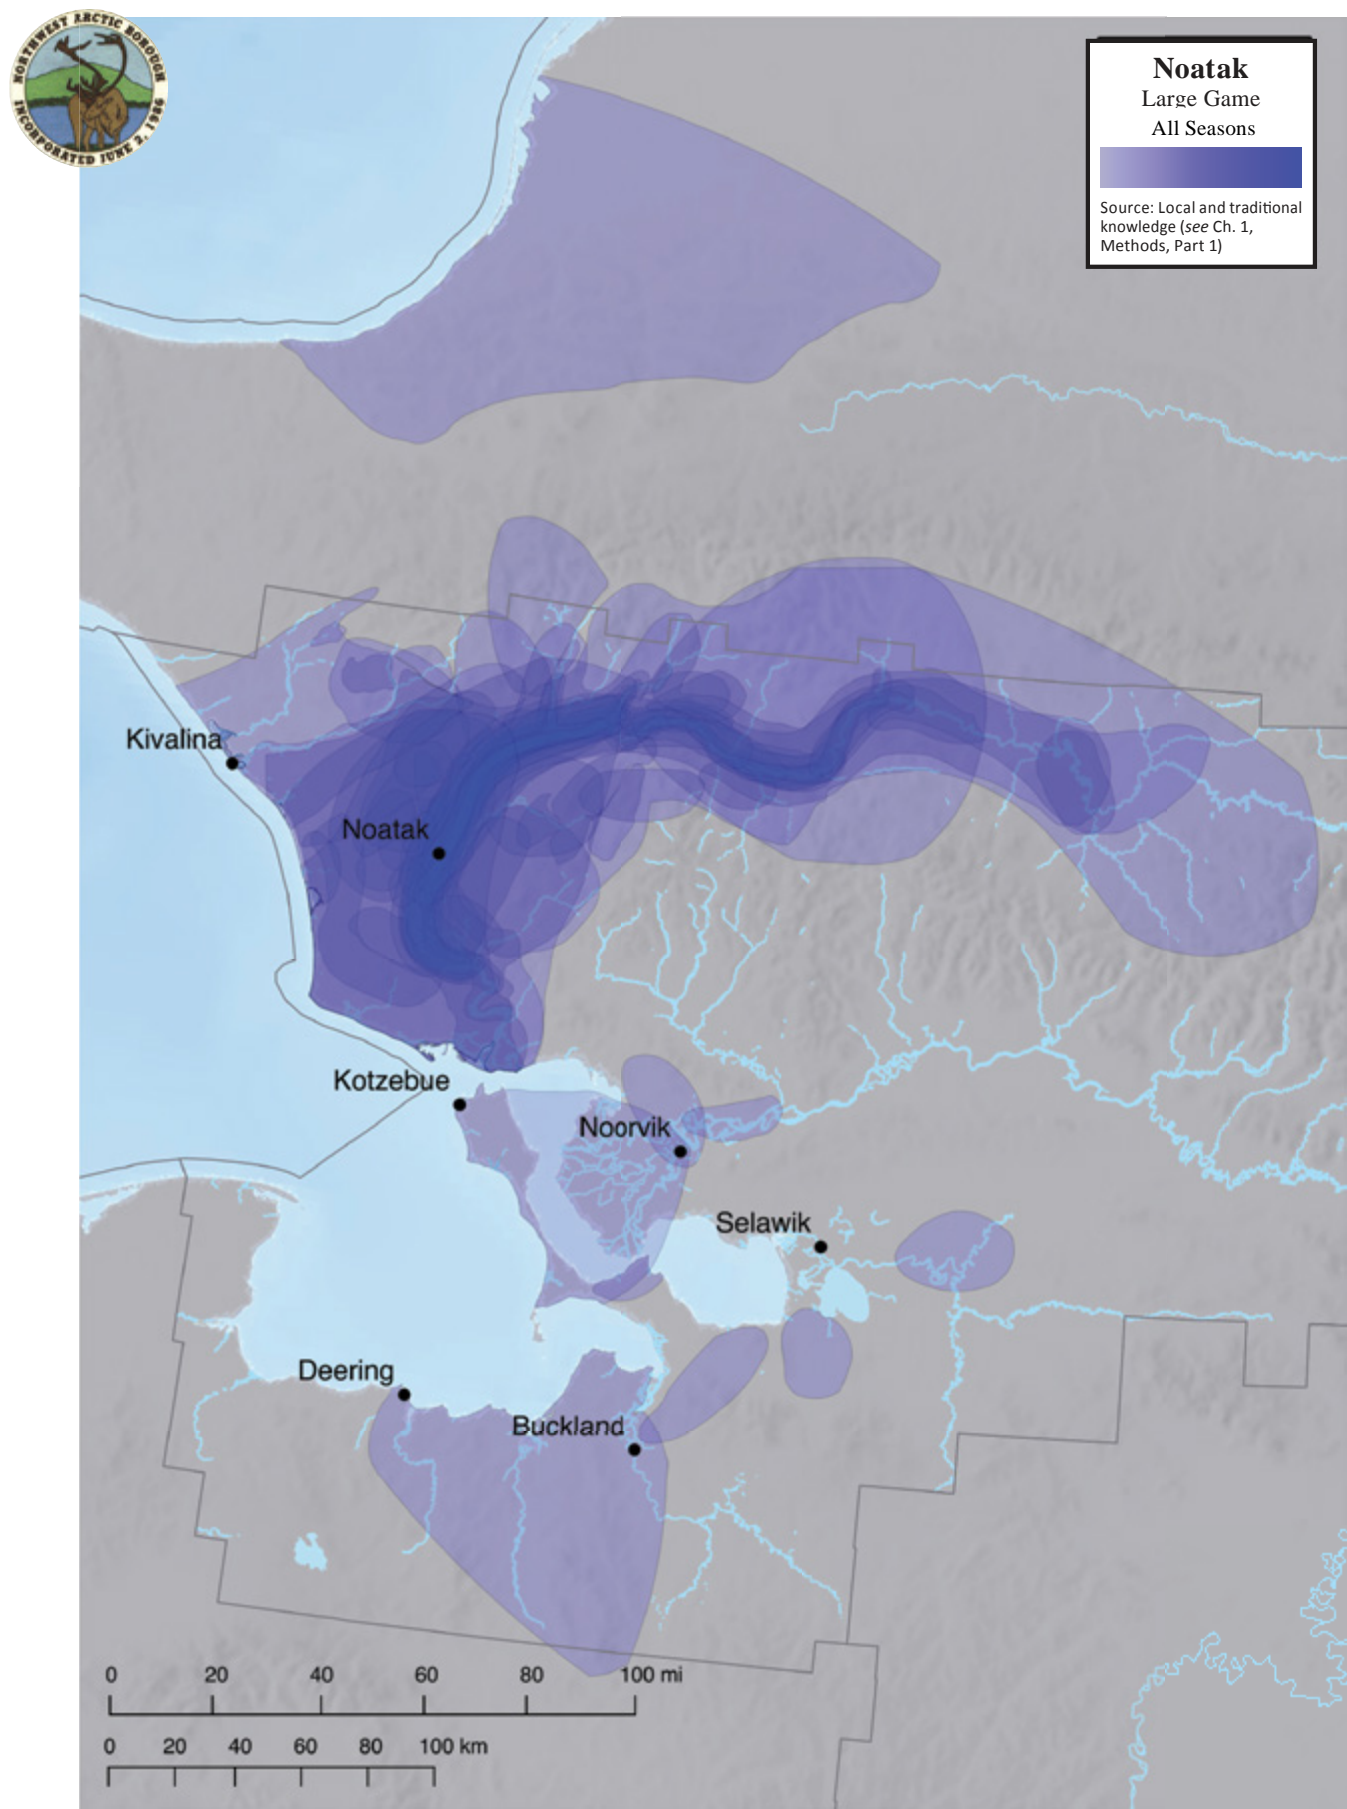 NORTHWEST ARCTIC BOROUGH
INCORPORATED JUNE 2, 1986
Noatak
Large Game
All Seasons
Source: Local and traditional
knowledge (see Ch. 1,
Methods, Part 1)
Kivalina
Noatak
Kotzebue
Noorvik
Selawik
Deering
Buckland
0 20 40 60 80 100 mi
0 20 40 60 80 100 km